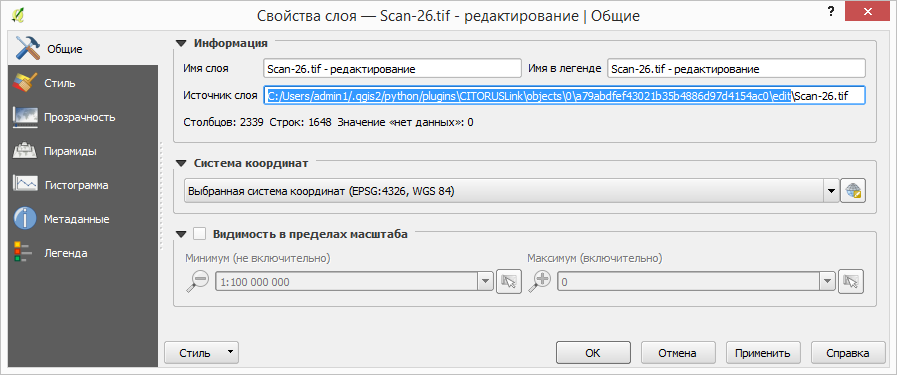 Свойства слоя — Scan-26.tif - редактирование | Общие
?
Общие
Стиль
Прозрачность
Пирамиды
Гистограмма
Метаданные
Легенда
Информация
Имя слоя Scan-26.tif - редактирование Имя в легенде Scan-26.tif - редактирование
Источник слоя C:/Users/admin1/.qgis2/python/plugins\CITORUSLink\objects\0\a79abdfef43021b35b4886d97d4154ac0\edit\Scan-26.tif
Столбцов: 2339 Строк: 1648 Значение «нет данных»: 0
Система координат
Выбранная система координат (EPSG:4326, WGS 84)
Видимость в пределах масштаба
Минимум (не включительно) Максимум (включительно)
1:100 000 000 0
Стиль OK Отмена Применить Справка